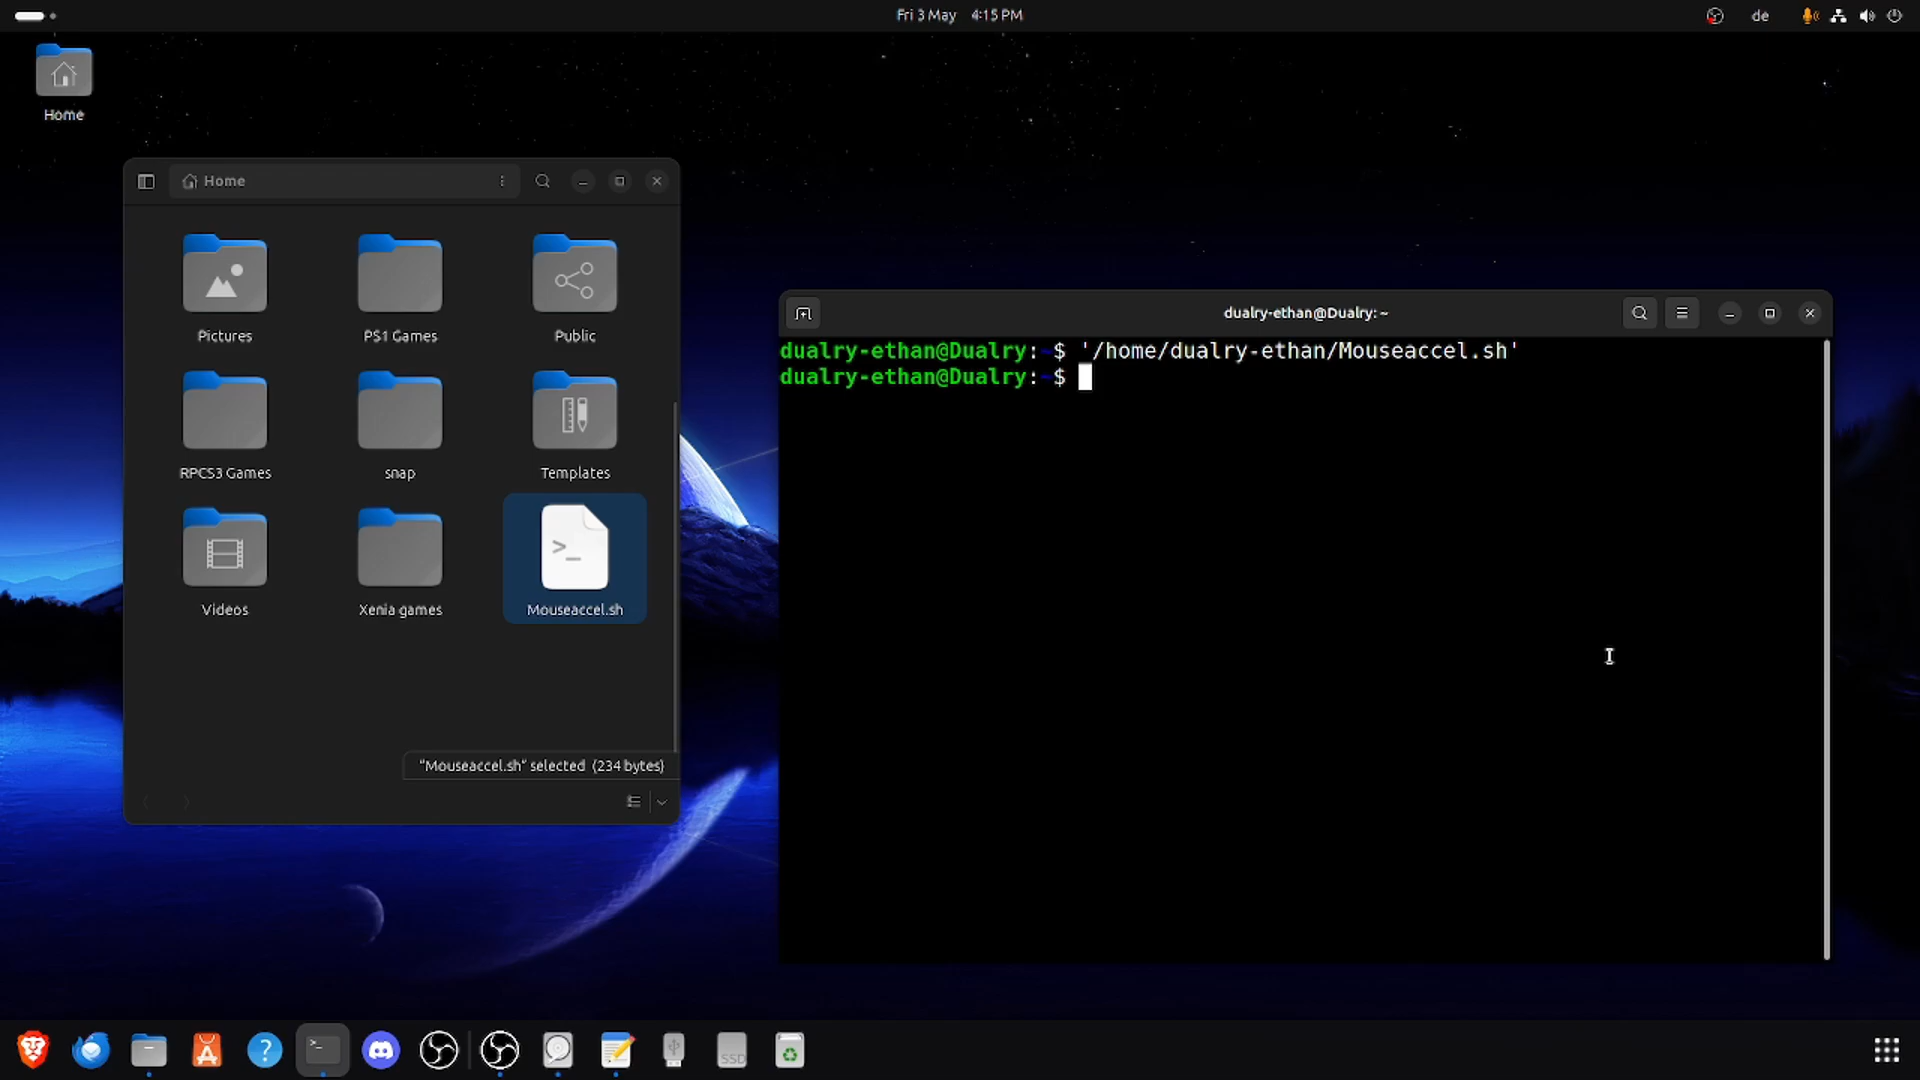 Fri 3 May 4:15 PM
de
Home
Home
Pictures
PS1 Games
Public
RPCS3 Games
snap
Templates
Videos
Xenia games
Mouseaccel.sh
"Mouseaccel.sh" selected (234 bytes)
dualry-ethan@Dualry: ~
dualry-ethan@Dualry:~$ '/home/dualry-ethan/Mouseaccel.sh'
dualry-ethan@Dualry:~$
SSD